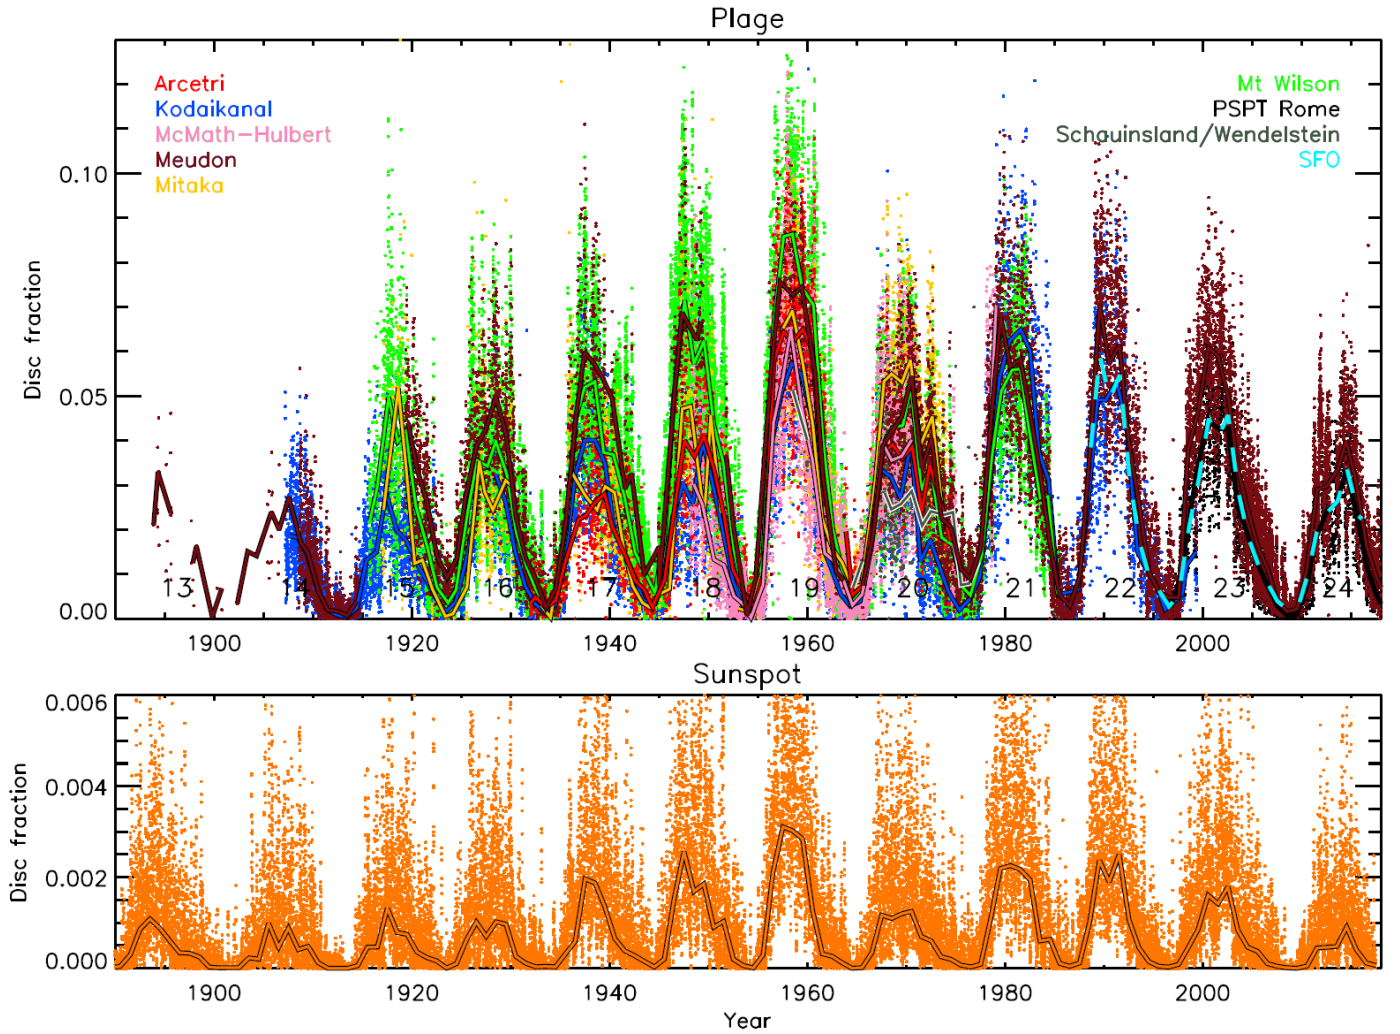 Plage
Arcetri
Kodaikanal
McMath-Hulbert
Meudon
Mitaka
Mt Wilson
PSPT Rome
Schauinsland/Wendelstein
SFO
Disc fraction
0.10
0.05
0.00
13 14 15 16 17 18 19 20 21 22 23 24
1900 1920 1940 1960 1980 2000
Sunspot
Disc fraction
0.006
0.004
0.002
0.000
1900 1920 1940 1960 1980 2000
Year